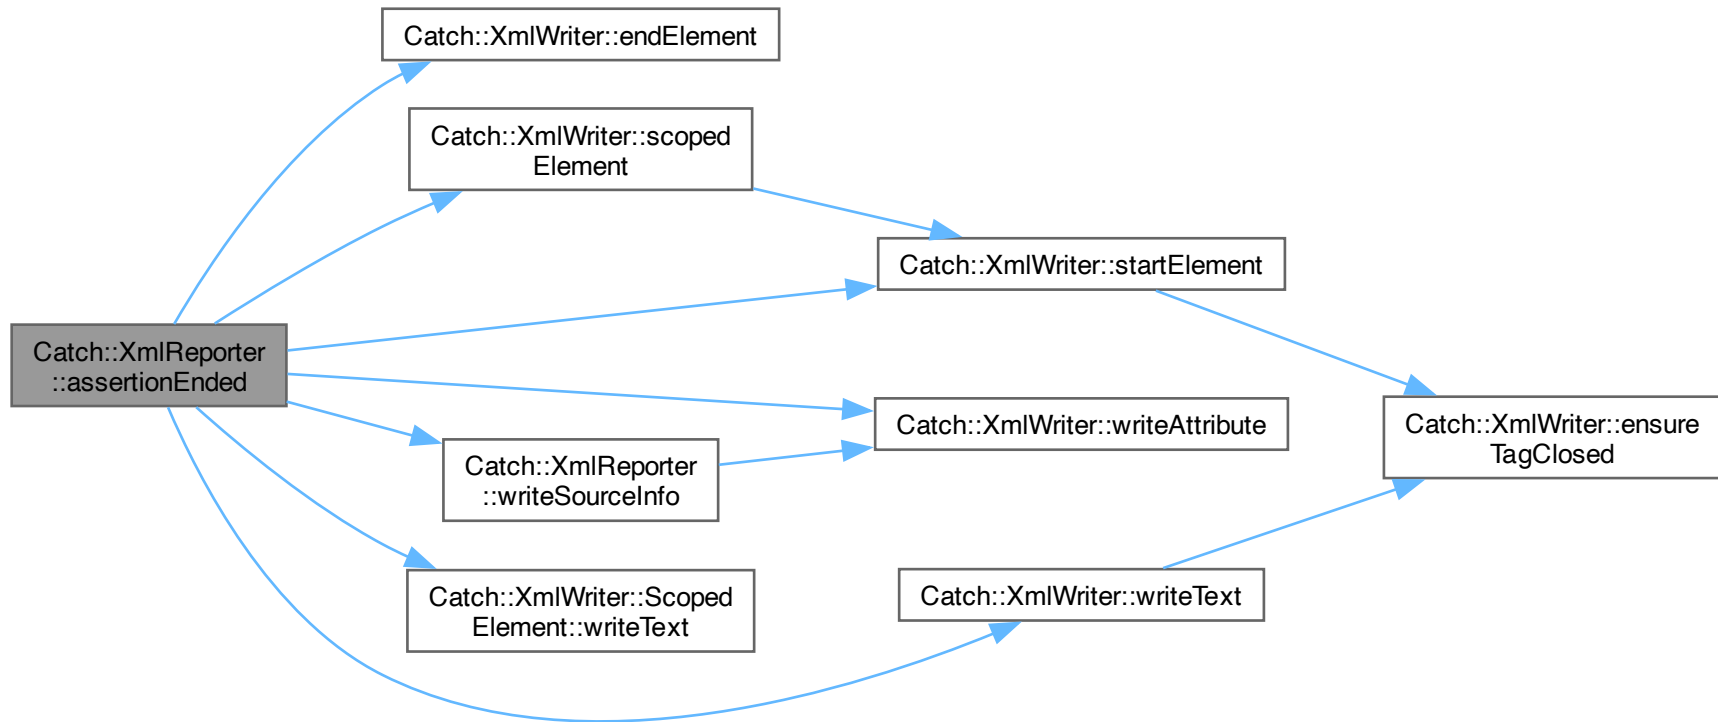 Catch::XmlWriter::endElement
Catch::XmlWriter::scoped
Element
Catch::XmlWriter::startElement
Catch::XmlReporter
::assertionEnded
Catch::XmlWriter::writeAttribute
Catch::XmlWriter::ensure
TagClosed
Catch::XmlReporter
::writeSourceInfo
Catch::XmlWriter::Scoped
Element::writeText
Catch::XmlWriter::writeText